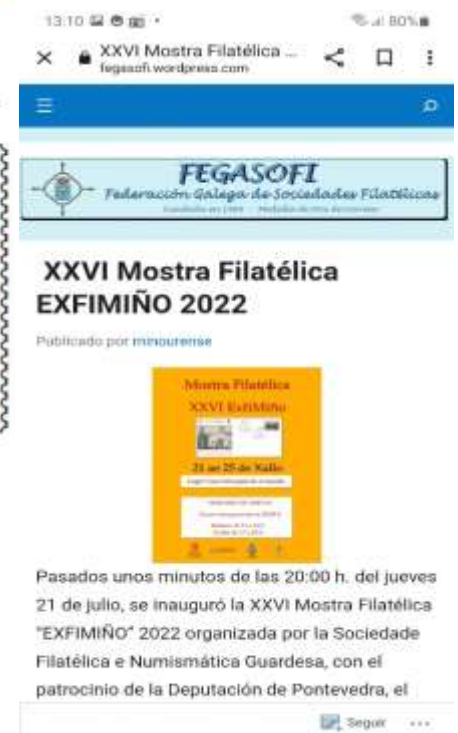 13:10
80%
XXVI Mostra Filatélica ...
fegasofi.wordpress.com
FEGASOFI
Federación Galega de Sociedades Filatélicas
XXVI Mostra Filatélica
EXFIMIÑO 2022
Publicado por minourense
Mostra Filatélica
XXVI ExfiMiño
21 ao 25 de Xullo
Pasados unos minutos de las 20:00 h. del jueves
21 de julio, se inauguró la XXVI Mostra Filatélica
"EXFIMIÑO" 2022 organizada por la Sociedade
Filatélica e Numismática Guardesa, con el
patrocinio de la Deputación de Pontevedra, el
Seguir